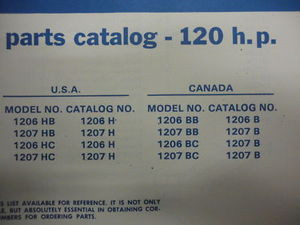 parts catalog - 120 h.p.
U.S.A. CANADA
MODEL NO. CATALOG NO. MODEL NO. CATALOG NO.
1206 HB 1206 H 1206 BB 1206 B
1207 HB 1207 H 1207 BB 1207 B
1206 HC 1206 H 1206 BC 1206 B
1207 HC 1207 H 1207 BC 1207 B
LIST AVAILABLE FOR REFERENCE. IT IS NOT ONLY
BUT ABSOLUTELY ESSENTIAL IN OBTAINING COR-
FOR ORDERING PARTS.